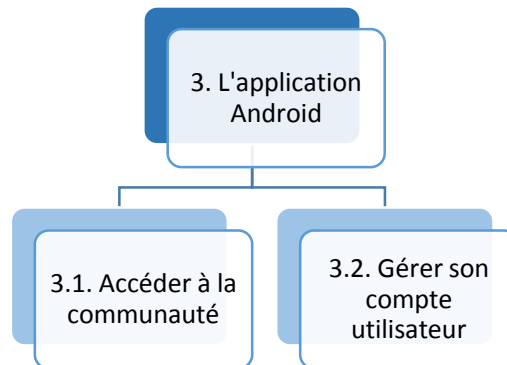 3. L'application
Android
3.1. Accéder à la
communauté
3.2. Gérer son
compte
utilisateur